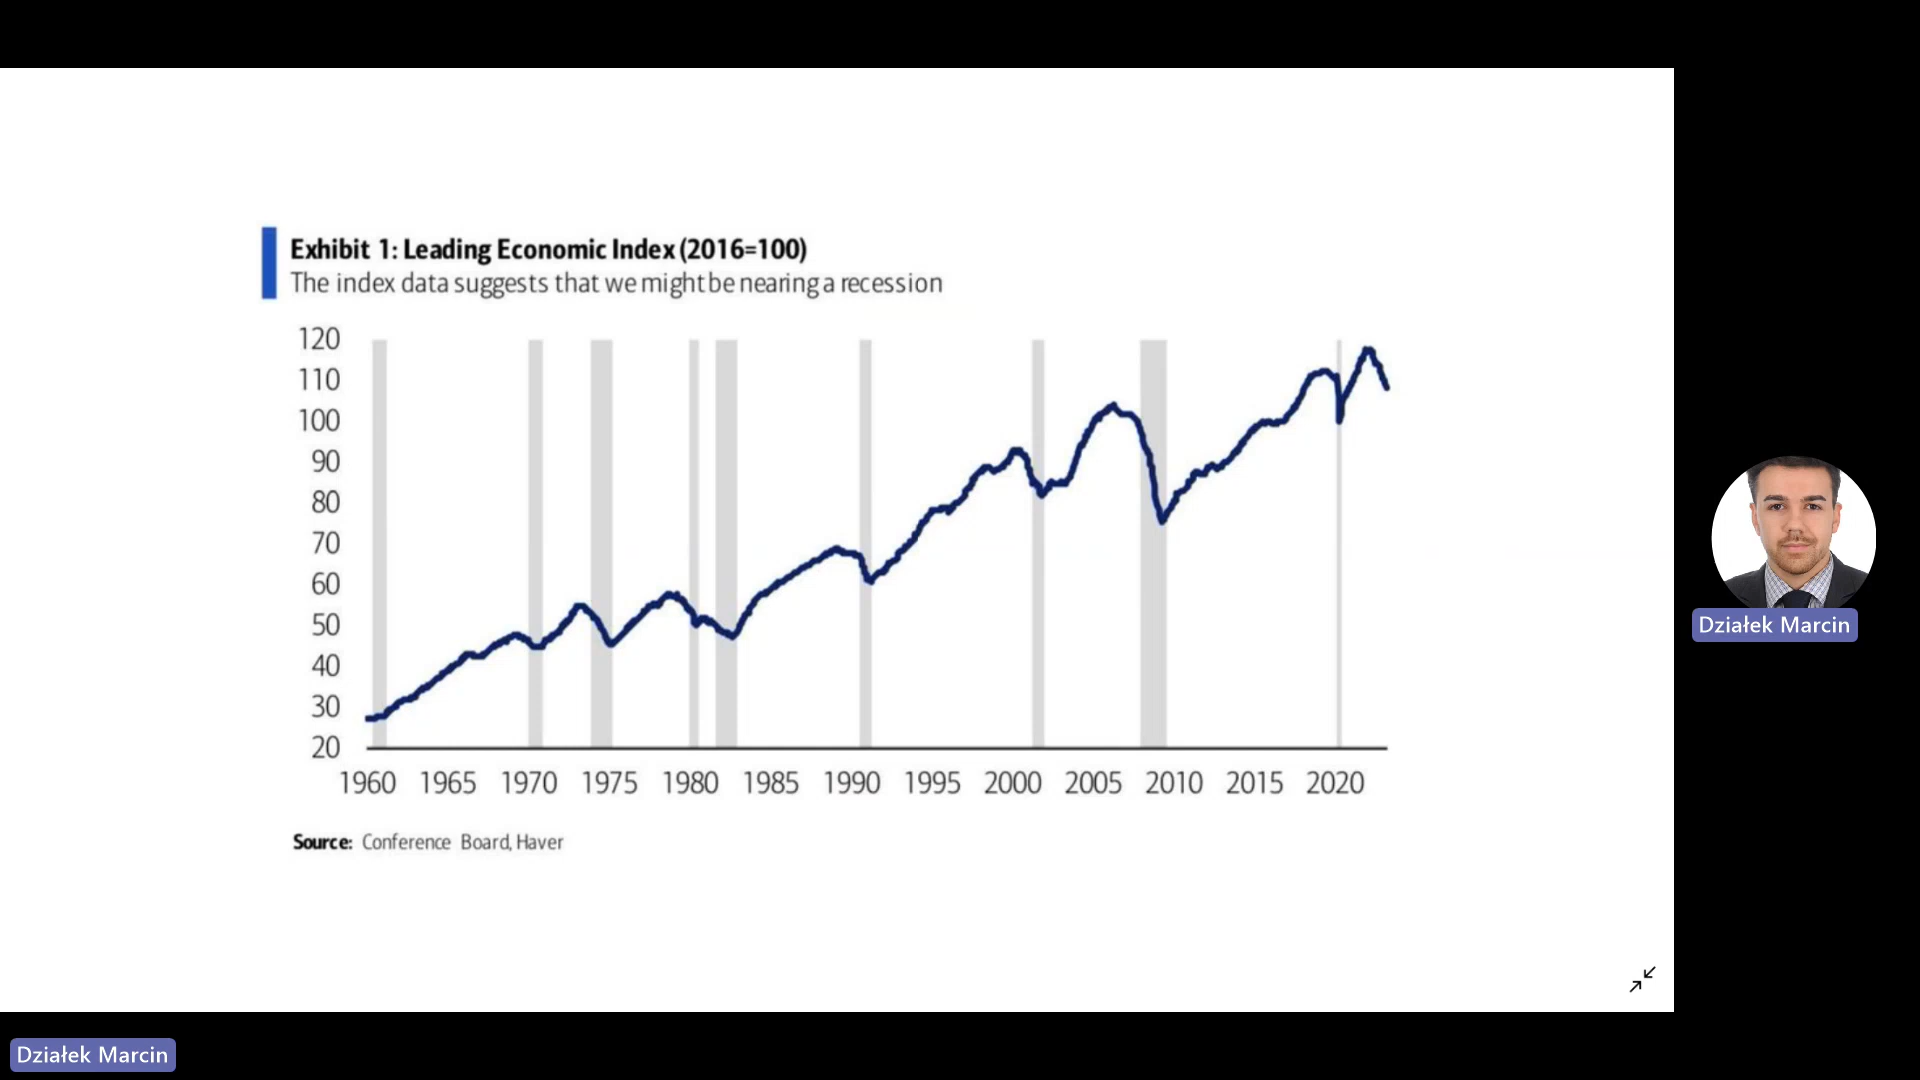 Exhibit 1: Leading Economic Index (2016=100)
The index data suggests that we might be nearing a recession
120
110
100
90
80
70
60
50
40
30
20
1960 1965 1970 1975 1980 1985 1990 1995 2000 2005 2010 2015 2020
Source: Conference Board, Haver
Działek Marcin
Działek Marcin